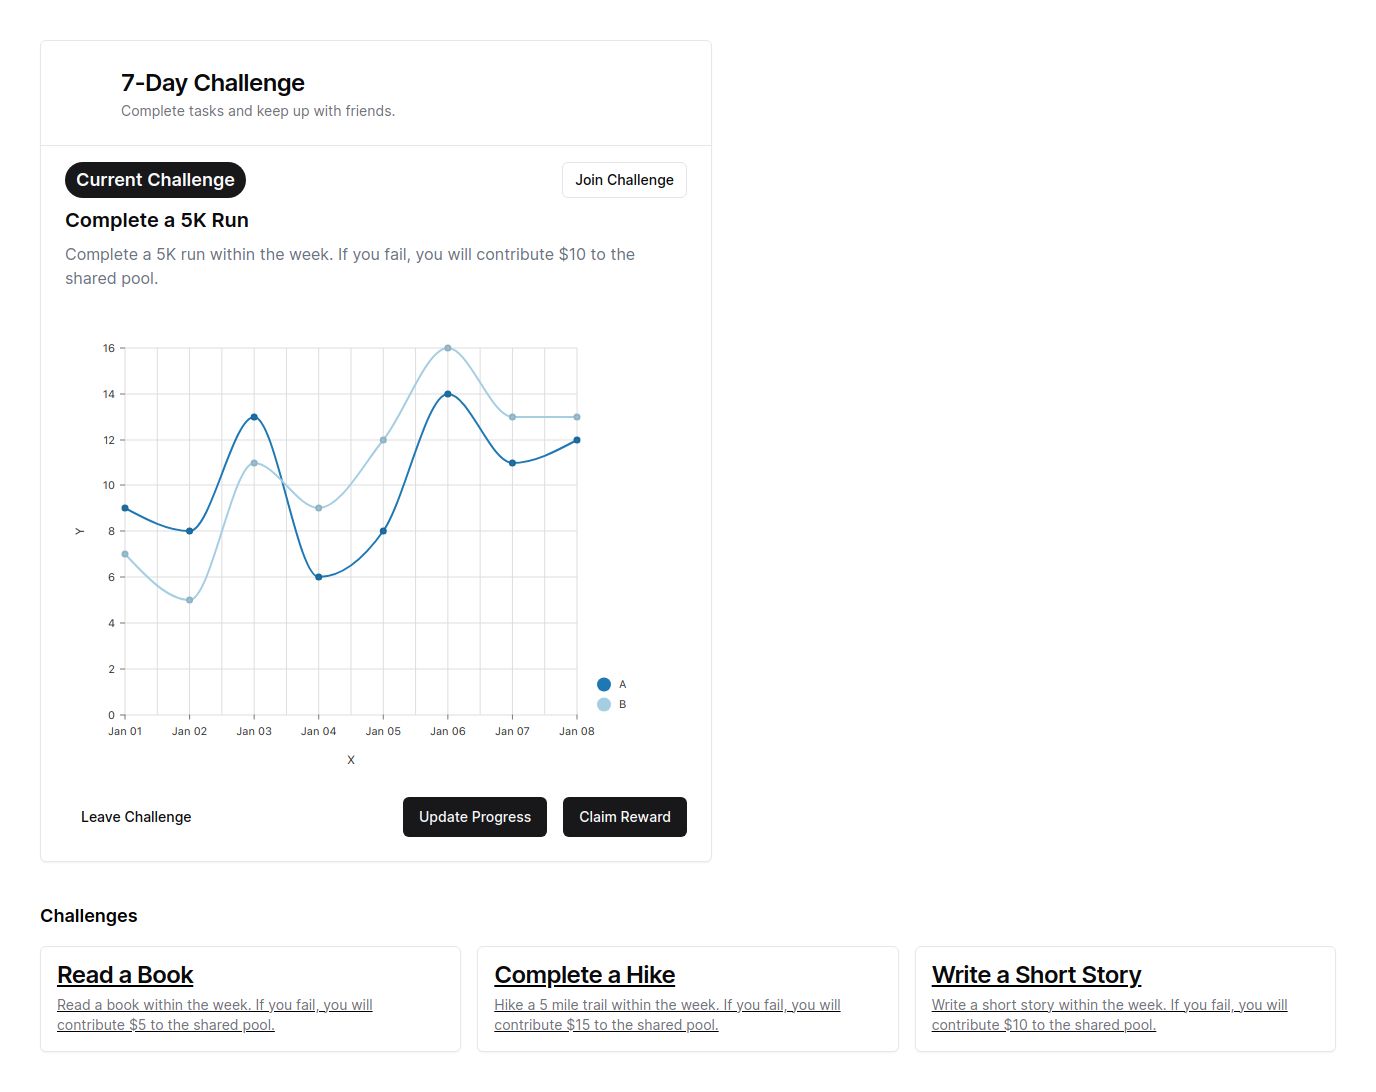 7-Day Challenge
Complete tasks and keep up with friends.
Current Challenge
Join Challenge
Complete a 5K Run
Complete a 5K run within the week. If you fail, you will contribute $10 to the
shared pool.
16
14
12
10
8
6
4
2
0
Y
Jan 01 Jan 02 Jan 03 Jan 04 Jan 05 Jan 06 Jan 07 Jan 08
X
A
B
Leave Challenge
Update Progress
Claim Reward
Challenges
Read a Book
Read a book within the week. If you fail, you will
contribute $5 to the shared pool.
Complete a Hike
Hike a 5 mile trail within the week. If you fail, you will
contribute $15 to the shared pool.
Write a Short Story
Write a short story within the week. If you fail, you will
contribute $10 to the shared pool.